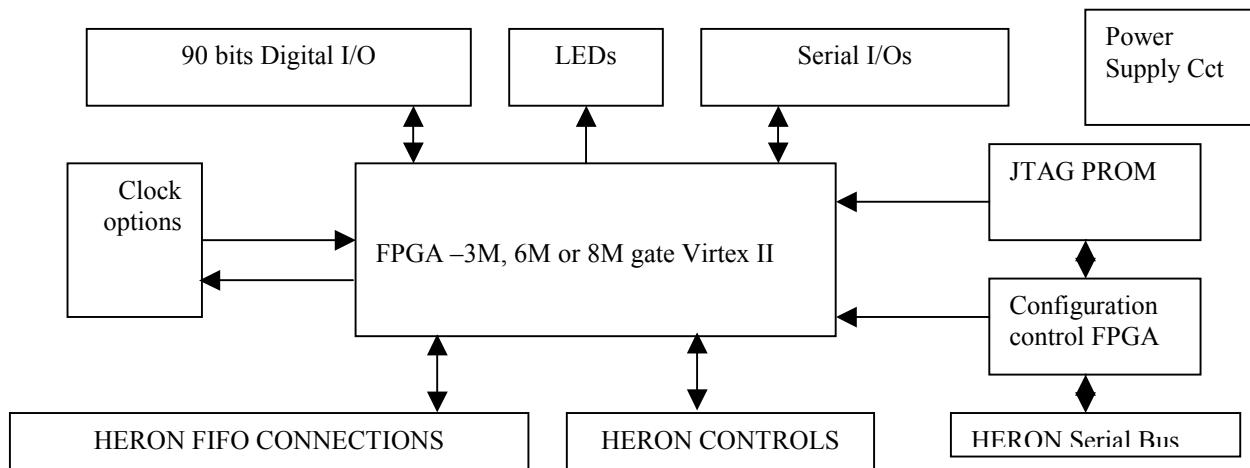 90 bits Digital I/O
LEDs
Serial I/Os
Power
Supply Cct
Clock
options
FPGA –3M, 6M or 8M gate Virtex II
JTAG PROM
Configuration
control FPGA
HERON FIFO CONNECTIONS
HERON CONTROLS
HERON Serial Bus